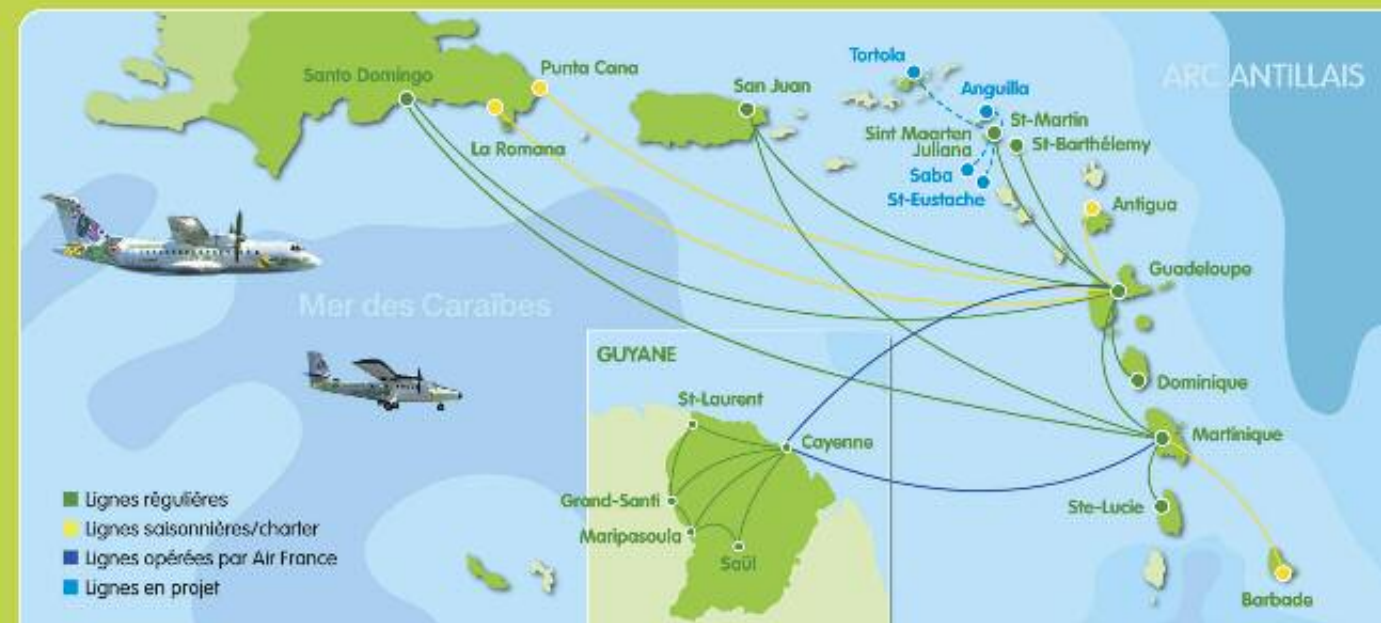 ARC ANTILLAIS
Tortola
Punta Cana
Santo Domingo
San Juan
Anguilla
St-Martin
Sint Maarten
Juliana
St-Barthélemy
La Romana
Saba
St-Eustache
Antigua
Guadeloupe
Mer des Caraïbes
GUYANE
Dominique
St-Laurent
Cayenne
Martinique
Lignes régulières
Grand-Santi
Ste-Lucie
Lignes saisonnières/charter
Maripasoula
Lignes opérées par Air France
Saül
Lignes en projet
Barbade